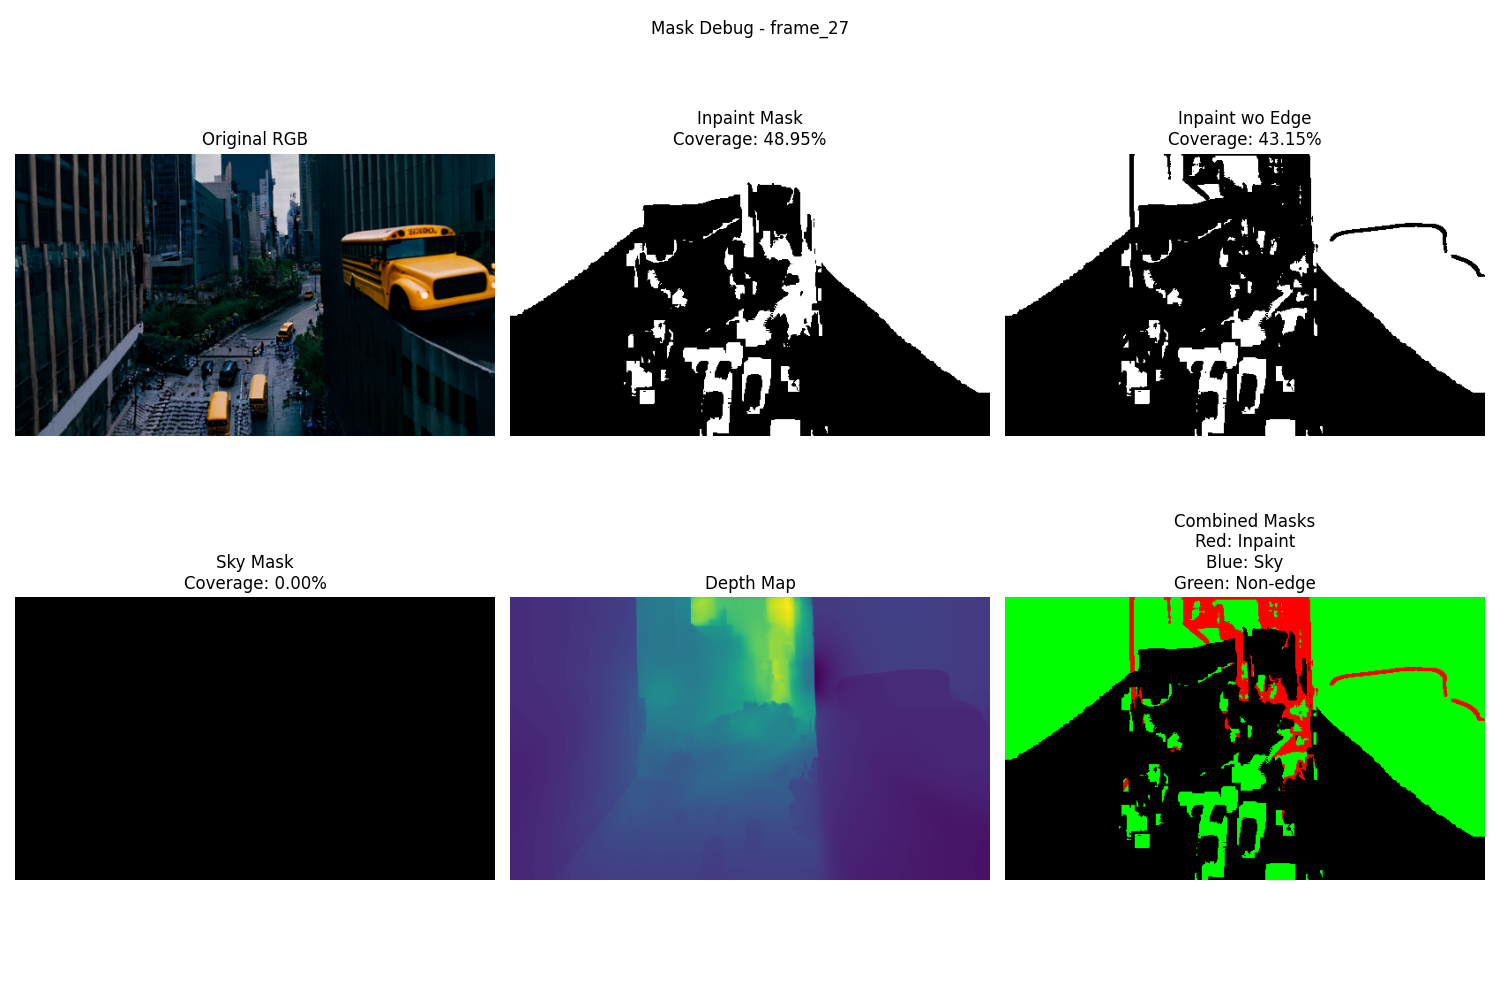 Mask Debug - frame_27
Original RGB
Inpaint Mask
Coverage: 48.95%
Inpaint wo Edge
Coverage: 43.15%
SCHOOL
Sky Mask
Coverage: 0.00%
Depth Map
Combined Masks
Red: Inpaint
Blue: Sky
Green: Non-edge